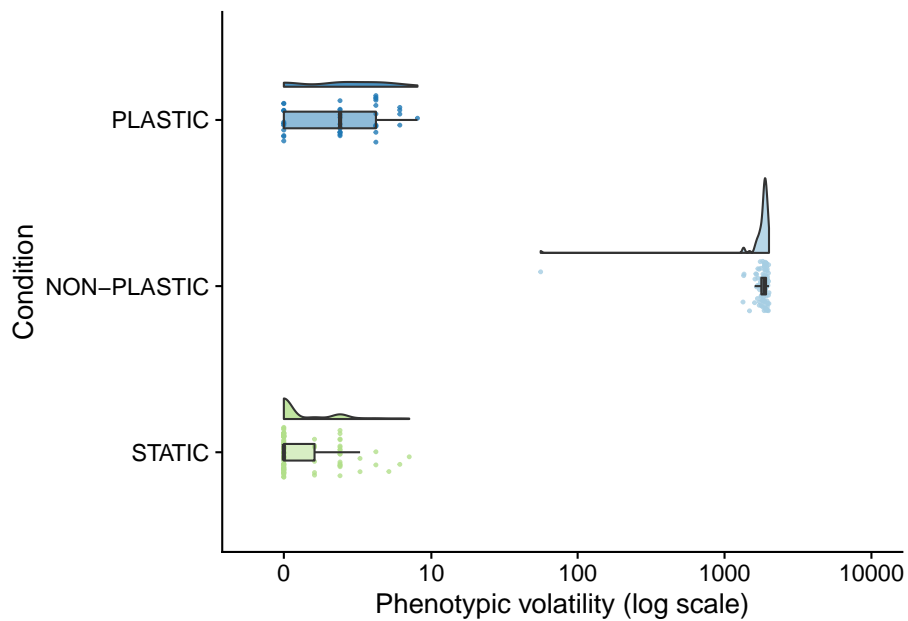 PLASTIC
NON−PLASTIC
STATIC
Condition
0 10 100 1000 10000
Phenotypic volatility (log scale)